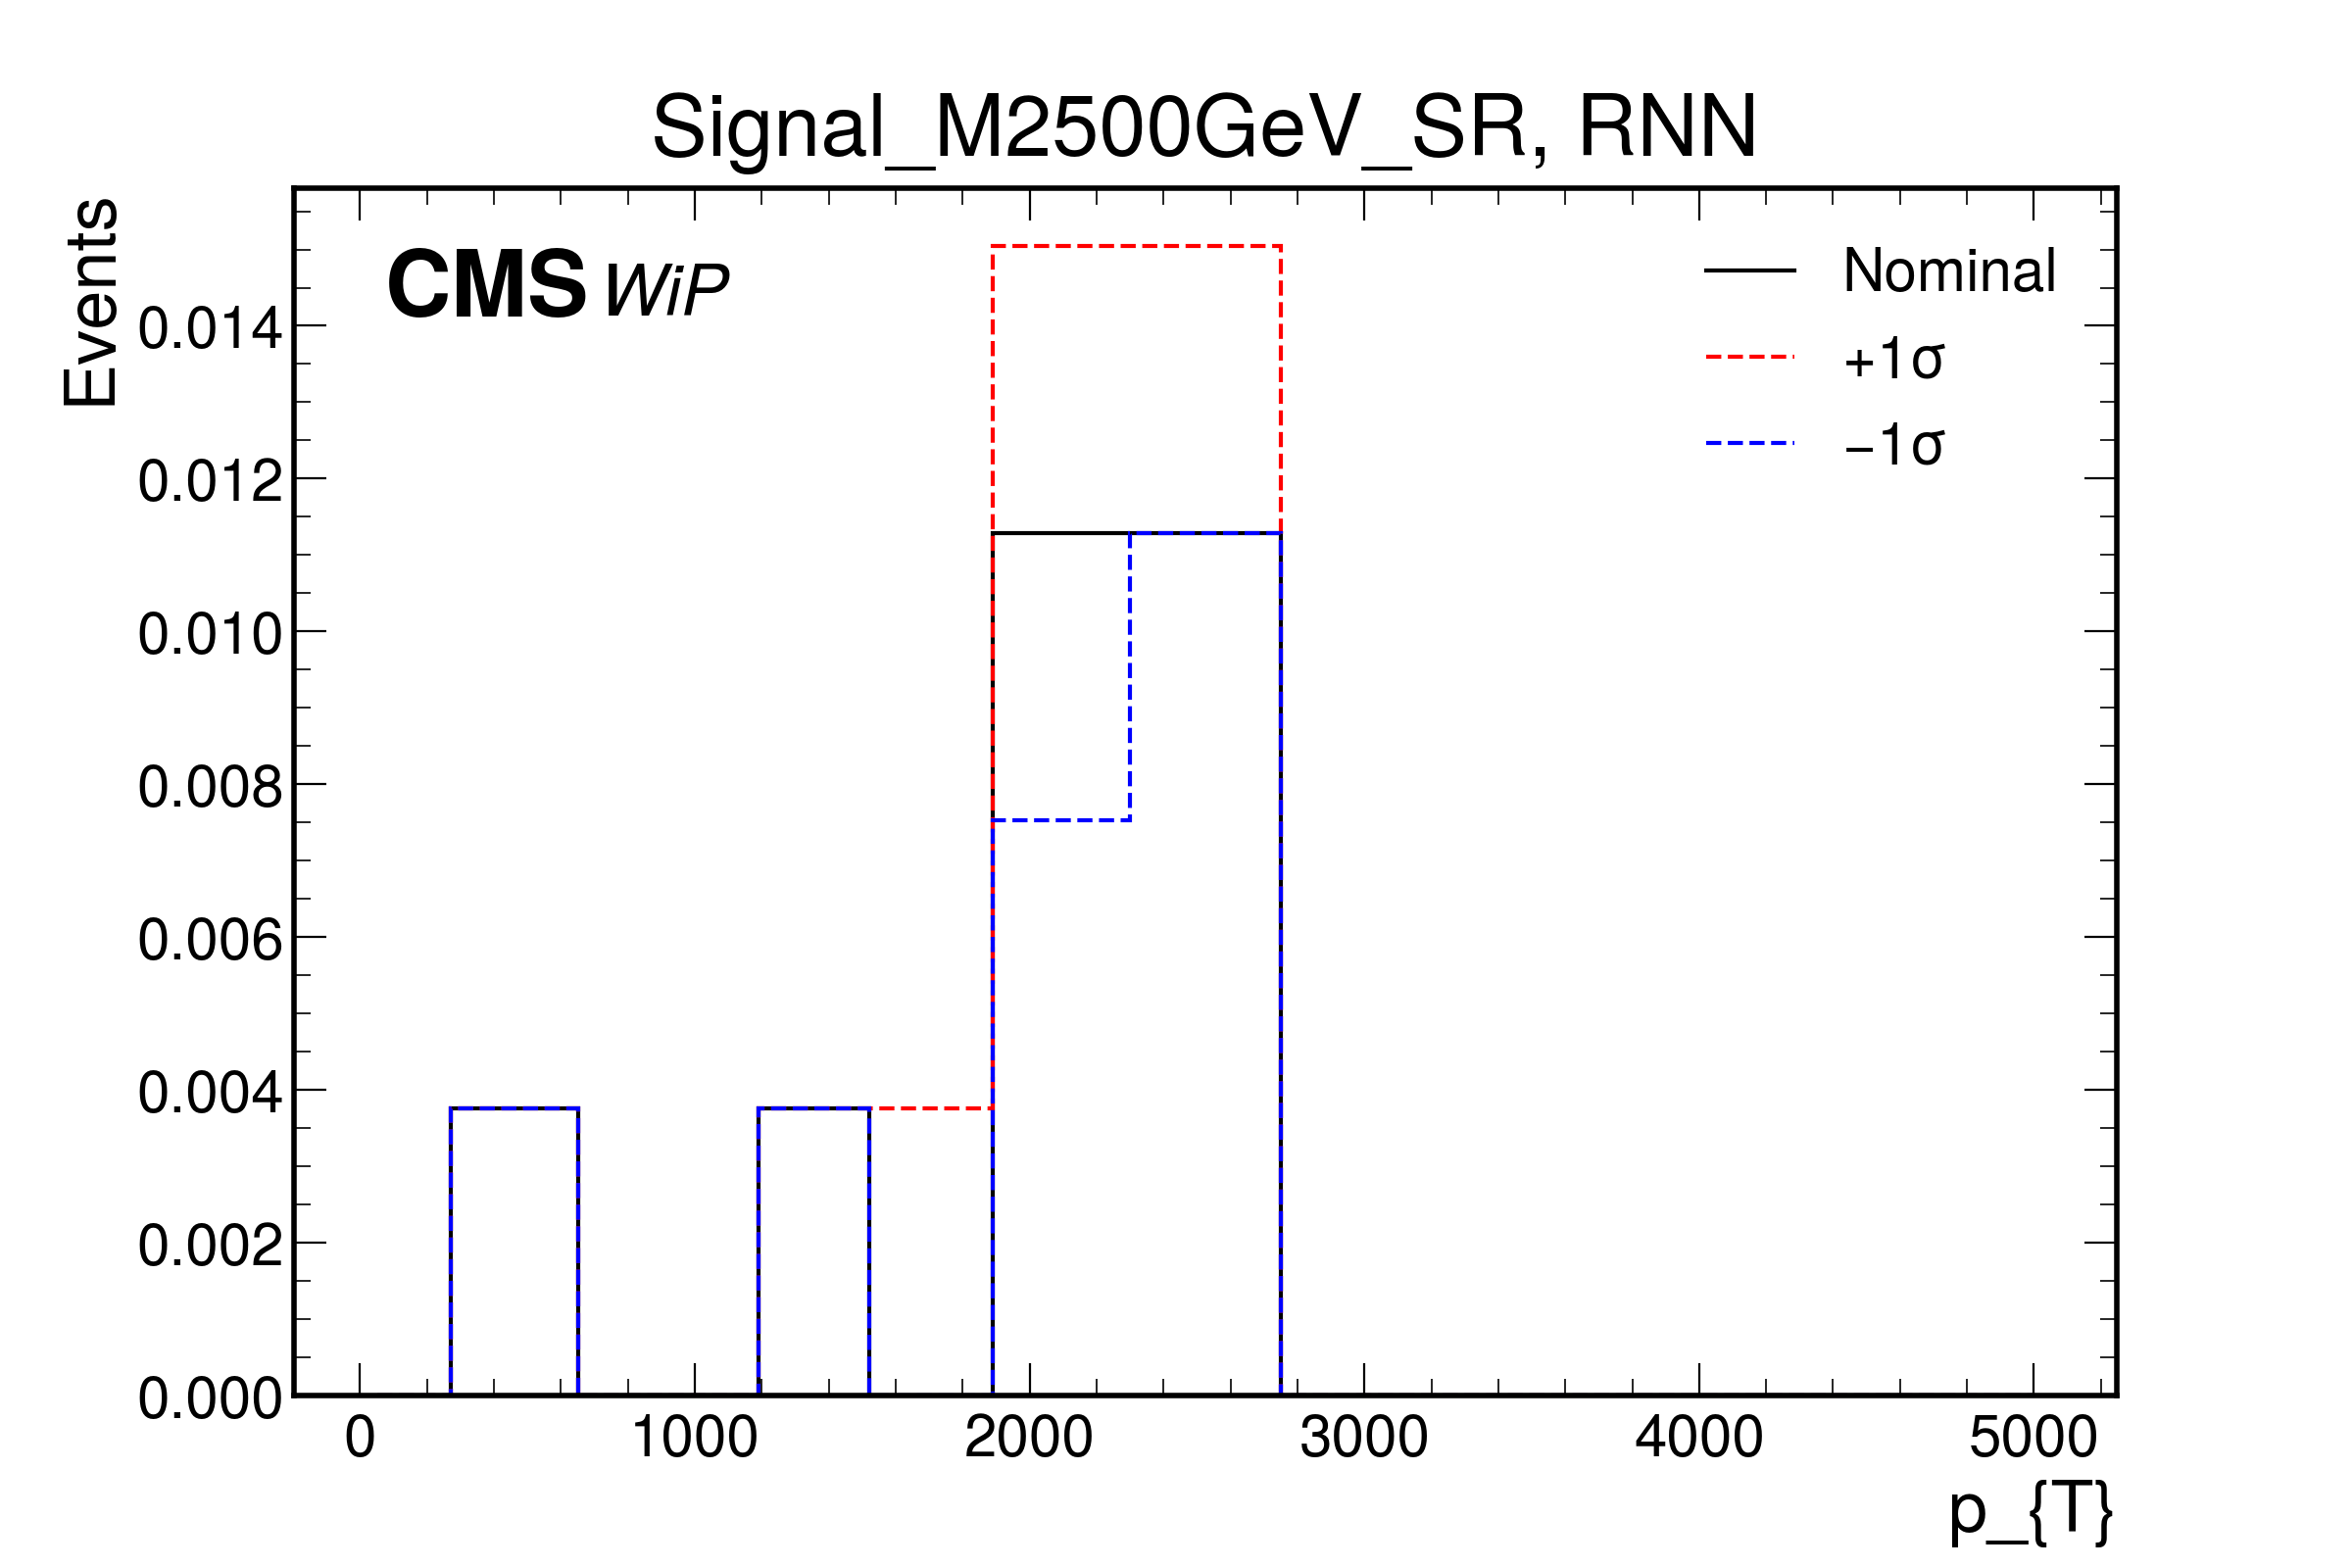 Signal_M2500GeV_SR, RNN
Events
CMS WiP
Nominal
+1σ
−1σ
0.014
0.012
0.010
0.008
0.006
0.004
0.002
0.000
0 1000 2000 3000 4000 5000
p_{T}